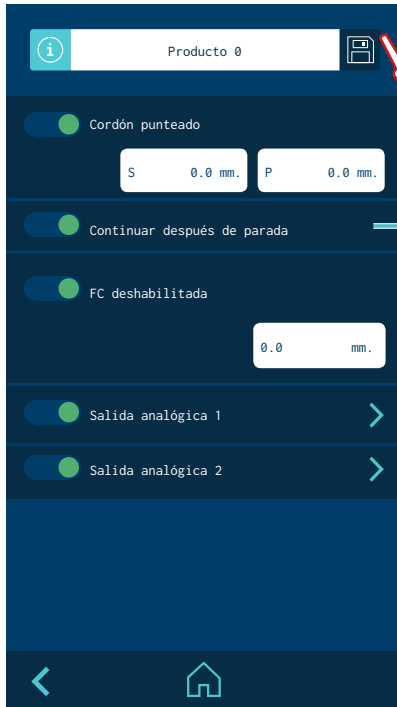 i Producto 0
Cordón punteado
S 0.0 mm. P 0.0 mm.
Continuar después de parada
FC deshabilitada
0.0 mm.
Salida analógica 1
Salida analógica 2